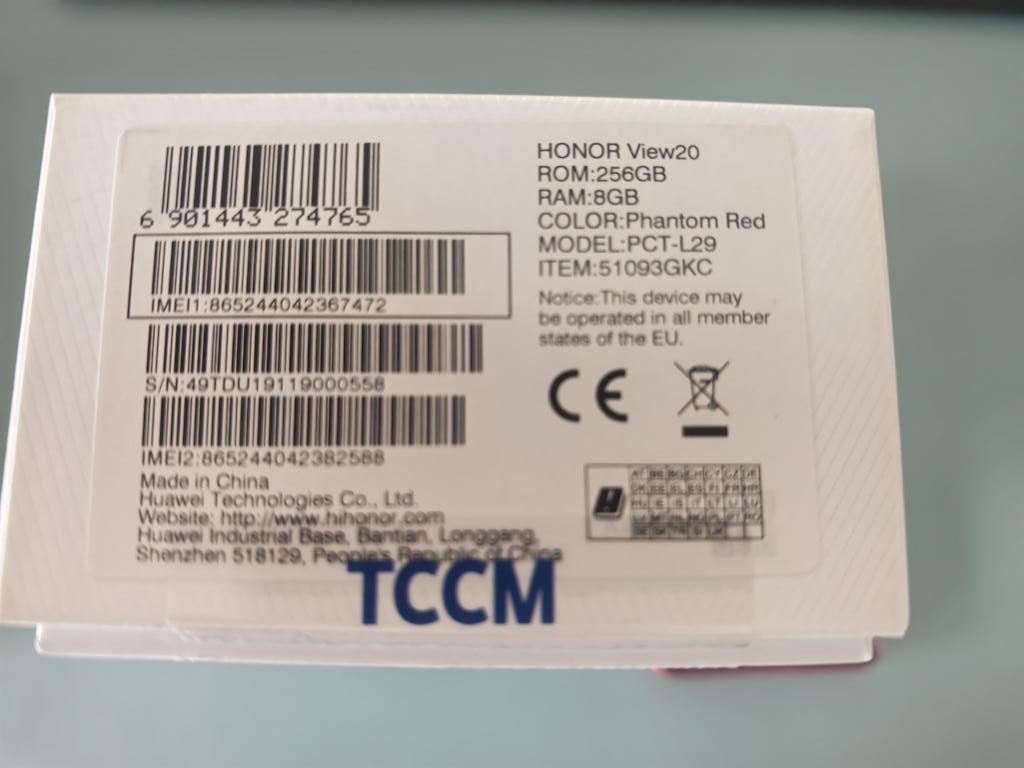 6 901443 274765
IMEI1:865244042367472
S/N:49TDU19119000558
IMEI2:865244042382588
Made in China
Huawei Technologies Co., Ltd.
Website: http://www.hihonor.com
Huawei Industrial Base, Bantian, Longgang,
Shenzhen 518129, People's Republic of China
TCCM
HONOR View20
ROM:256GB
RAM:8GB
COLOR:Phantom Red
MODEL:PCT-L29
ITEM:51093GKC
Notice:This device may
be operated in all member
states of the EU.
CE